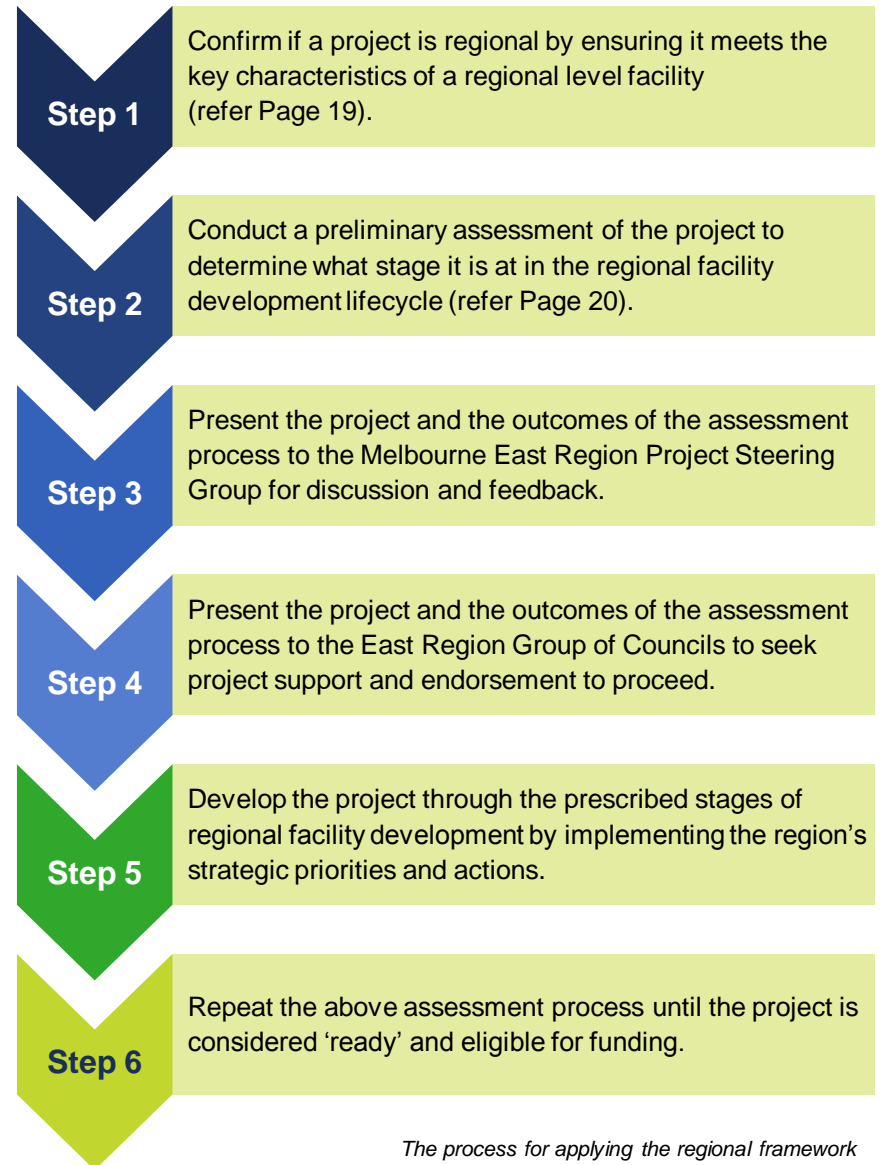 Step 1
Confirm if a project is regional by ensuring it meets the
key characteristics of a regional level facility
(refer Page 19).
Step 2
Conduct a preliminary assessment of the project to
determine what stage it is at in the regional facility
development lifecycle (refer Page 20).
Step 3
Present the project and the outcomes of the assessment
process to the Melbourne East Region Project Steering
Group for discussion and feedback.
Step 4
Present the project and the outcomes of the assessment
process to the East Region Group of Councils to seek
project support and endorsement to proceed.
Step 5
Develop the project through the prescribed stages of
regional facility development by implementing the region’s
strategic priorities and actions.
Step 6
Repeat the above assessment process until the project is
considered ‘ready’ and eligible for funding.
The process for applying the regional framework